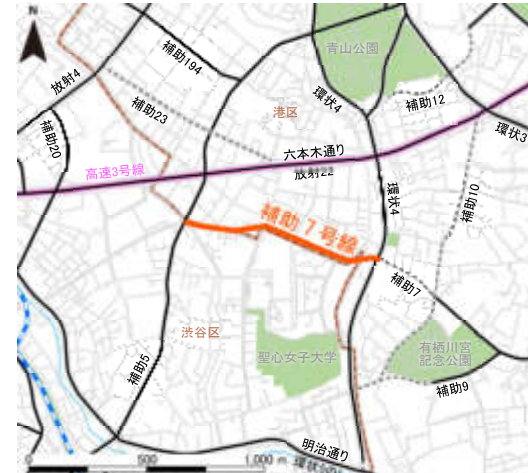 N
青山公園
補助194
放射4
環状4
補助12
補助23
港区
環状3
補助20
六本木通り
高速3号線
放射22
環状4
補助10
補助7号線
補助7
渋谷区
有栖川宮
記念公園
聖心女子大学
補助5
補助9
明治通り
0
500
1,000 m